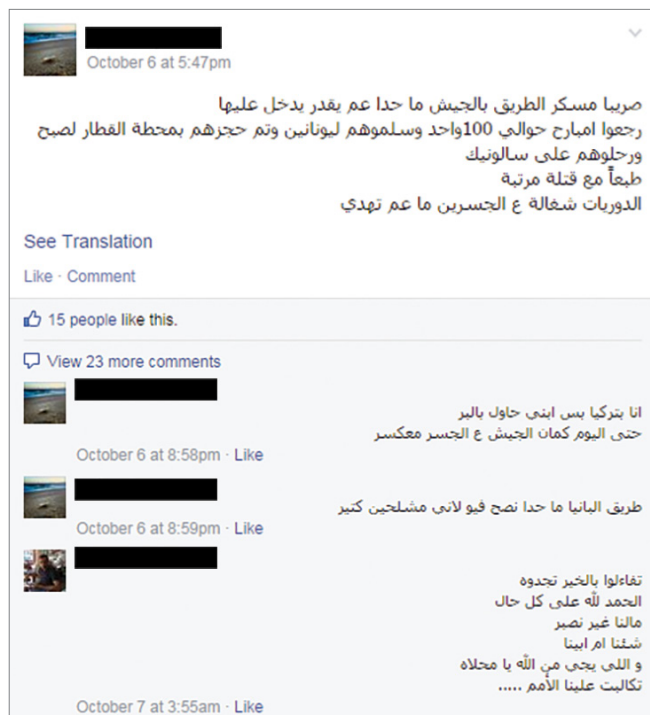 October 6 at 5:47pm
صربيا مسكر الطريق بالجيش ما حدا عم يقدر يدخل عليها
رجعوا امبارح حوالي 100واحد وسلموهم ليونانين وتم حجزهم بمحطة القطار لصبح
ورحلوهم على سالونيك
طبعاً مع قتلة مرتبة
الدوريات شغالة ع الجسرين ما عم تهدي
See Translation
Like · Comment
15 people like this.
View 23 more comments
انا بتركيا بس ابني حاول بالبر
حتى اليوم كمان الجيش ع الجسر معكسر
October 6 at 8:58pm · Like
طريق البانيا ما حدا نصح فيو لاني مشلحين كتير
October 6 at 8:59pm · Like
تفاءلوا بالخير تجدوه
الحمد لله على كل حال
مالنا غير نصبر
شئنا ام ابينا
و اللي يجي من الله يا محلاه
تكالبت علينا الأمم .....
October 7 at 3:55am · Like